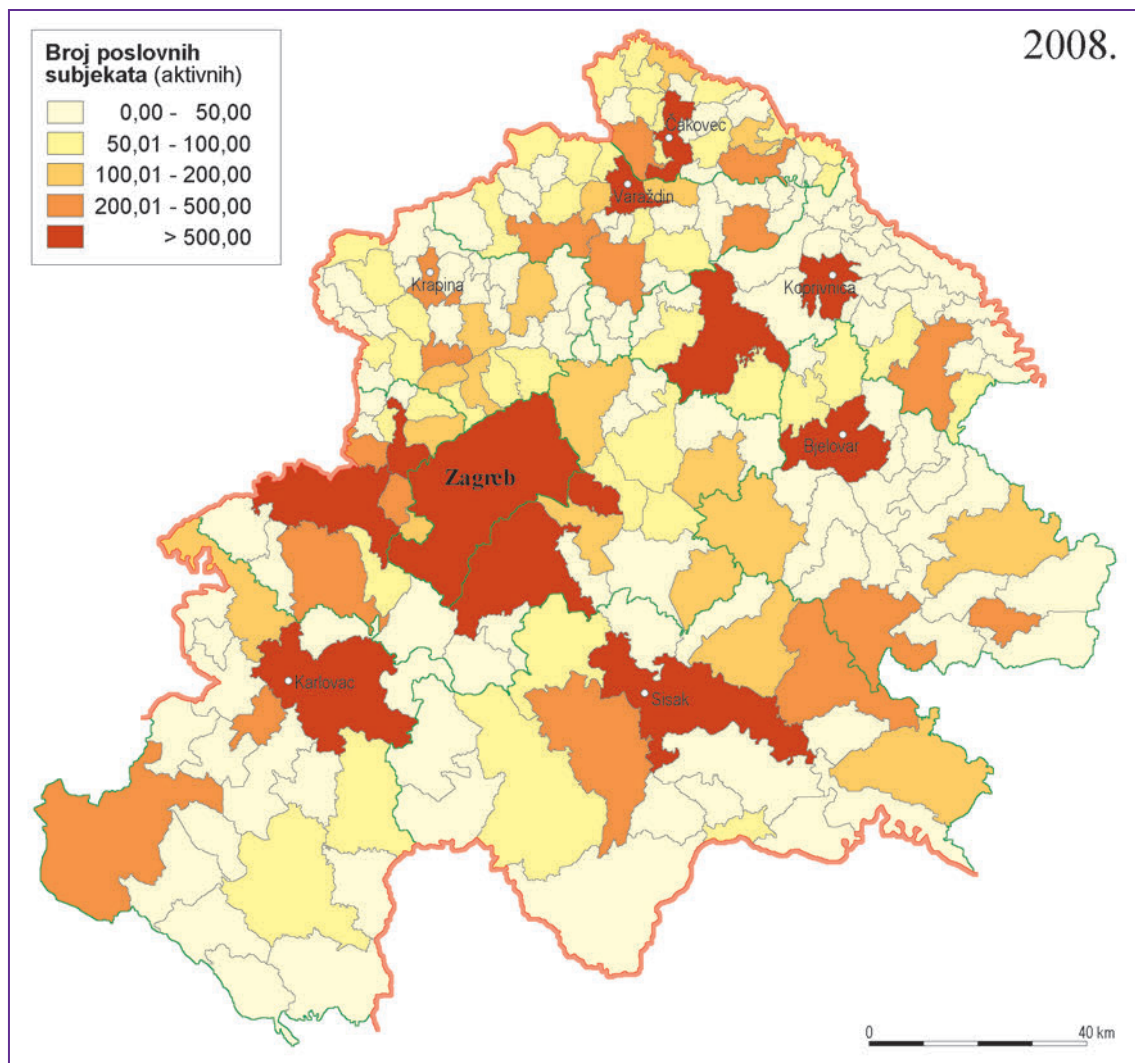 2008.
Broj poslovnih
subjekata (aktivnih)
0,00 - 50,00
50,01 - 100,00
100,01 - 200,00
200,01 - 500,00
> 500,00
Čakovec
Varaždin
Krapina
Koprivnica
Bjelovar
Zagreb
Karlovac
Sisak
0 40 km